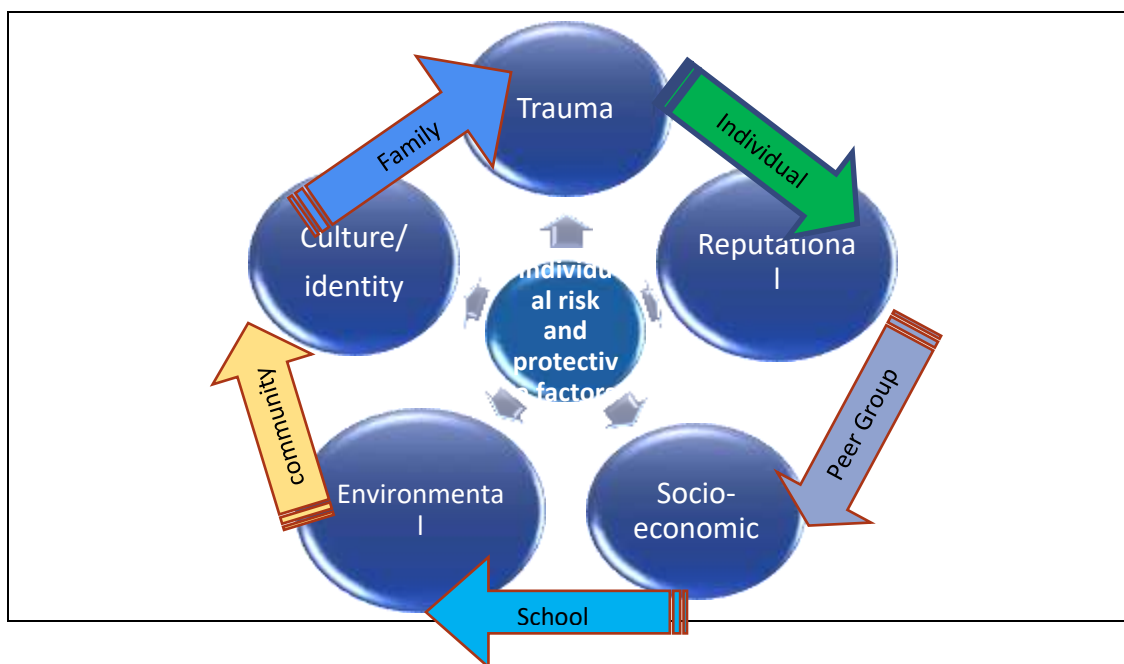 Trauma
Individual
Reputationa
l
Peer Group
Socio-
economic
School
Environmenta
l
community
Culture/
identity
Family
individu
al risk
and
protectiv
e factors